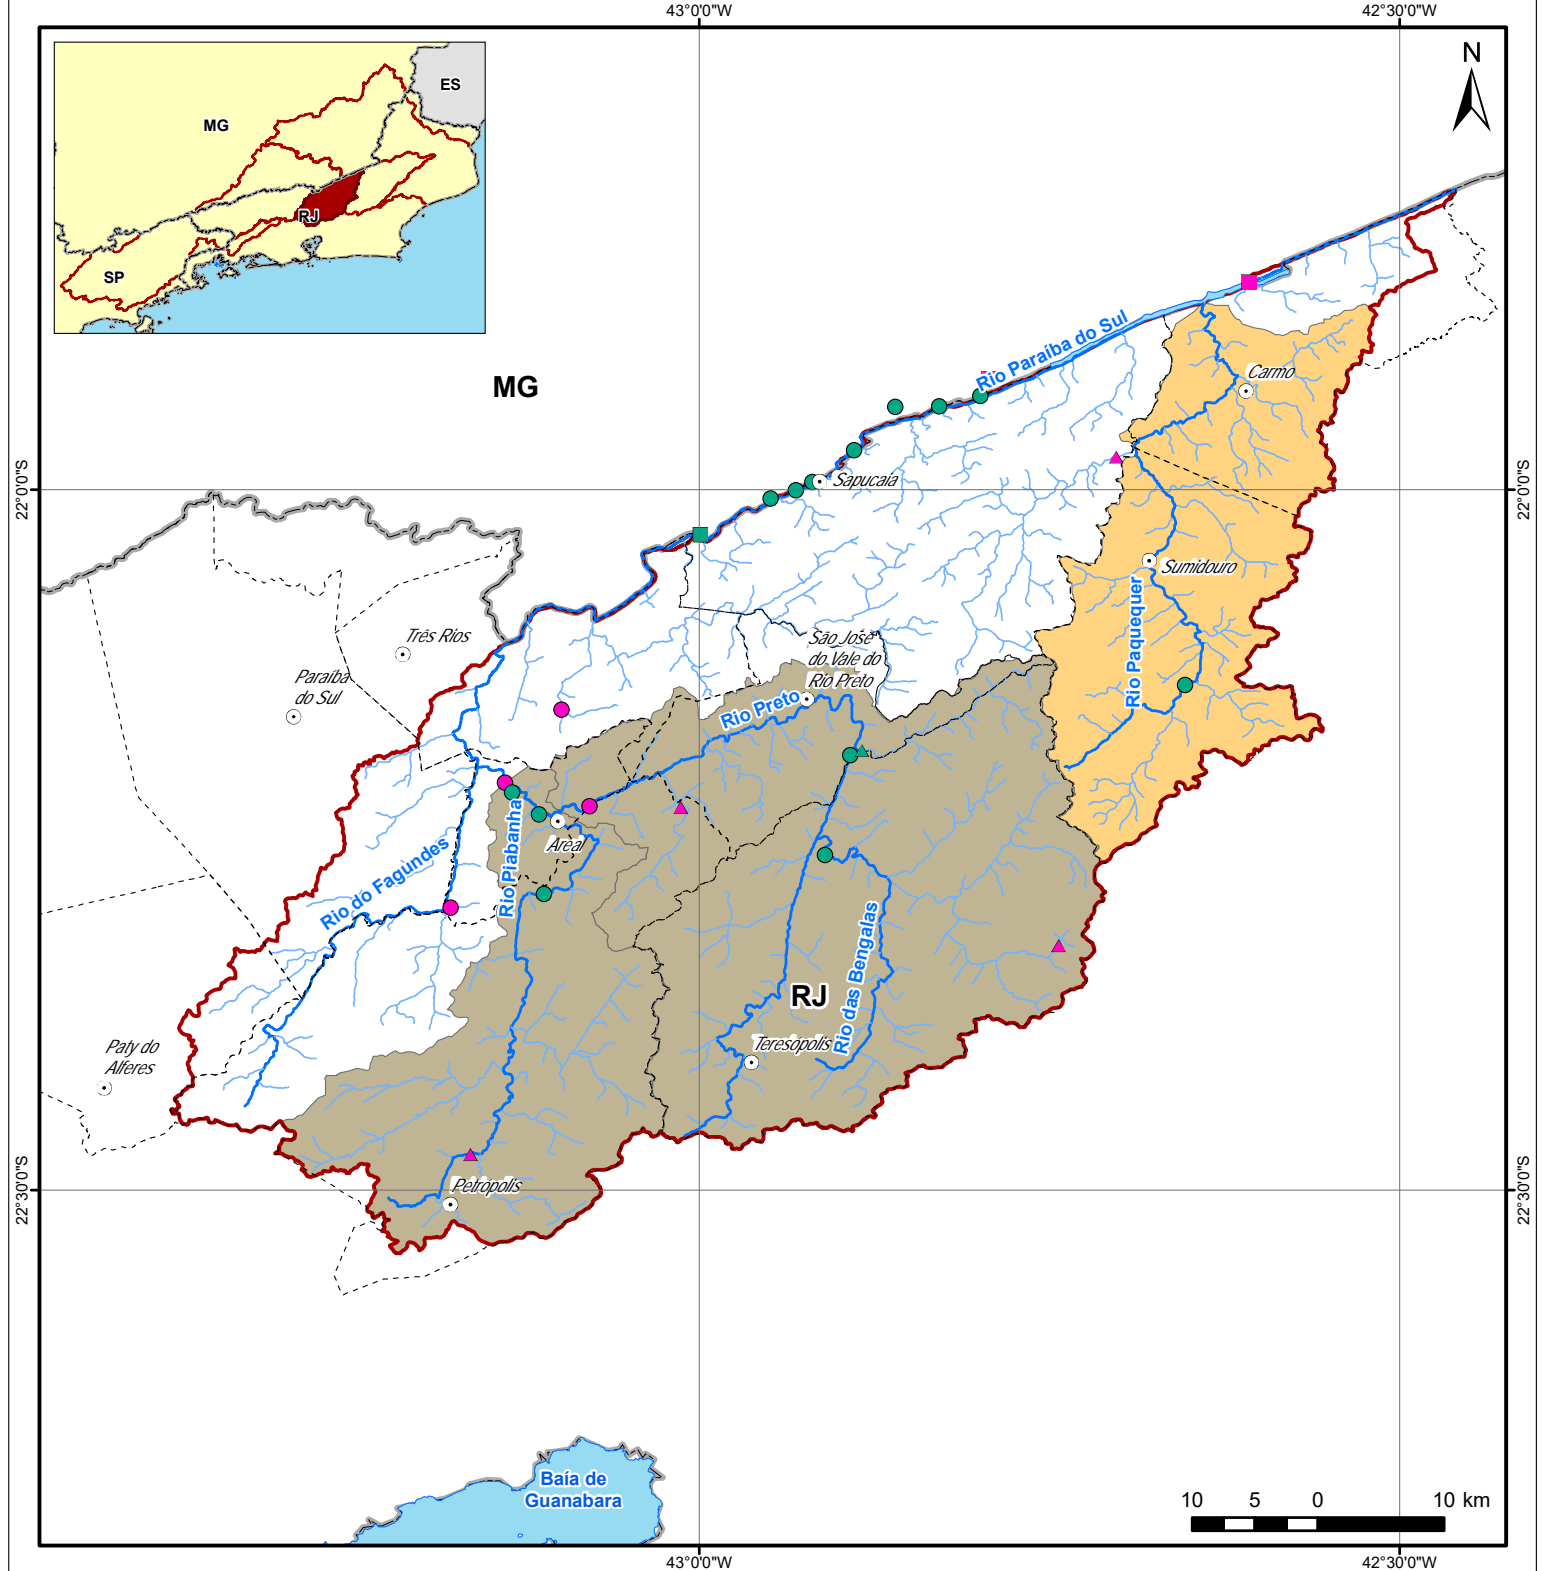 43°0'0"W
42°30'0"W
ES
MG
RJ
SP
N
Rio Paraíba do Sul
MG
Carmo
22°0'0"S
22°0'0"S
Sapucaia
Sumidouro
Rio Paquequer
Três Rios
São José
do Vale do
Rio Preto
Paraíba
do Sul
Rio Preto
Rio Piabanha
Areal
Rio do Fagundes
Rio das Bengalas
RJ
Teresópolis
Paty do
Alferes
22°30'0"S
22°30'0"S
Petrópolis
Baía de
Guanabara
10 5 0 10 km
43°0'0"W
42°30'0"W